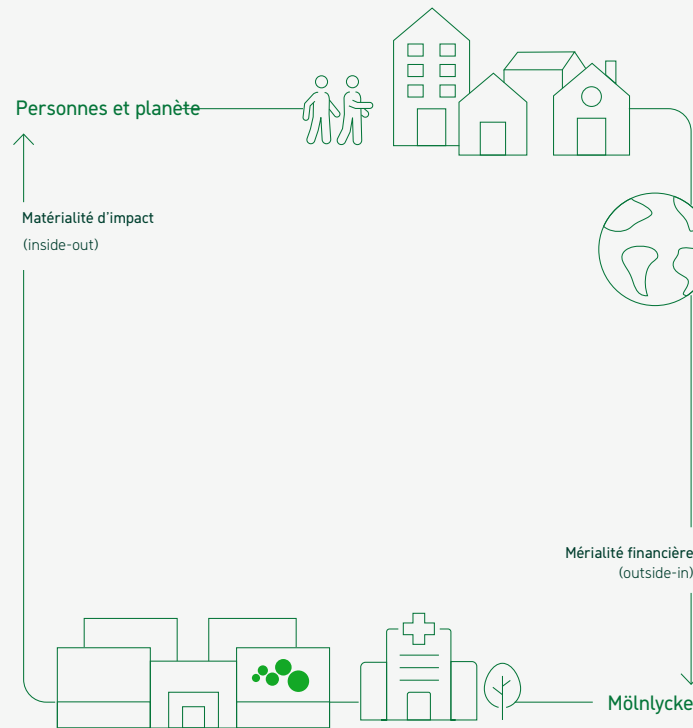 Personnes et planète
Matérialité d'impact
(inside-out)
Mérialité financière
(outside-in)
Mölnlycke